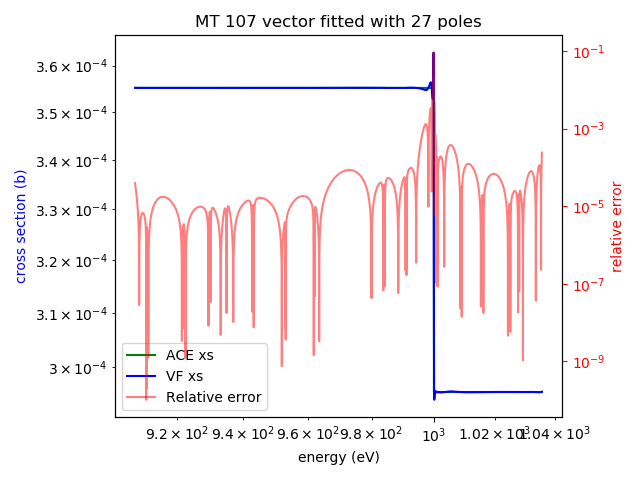 MT 107 vector fitted with 27 poles
cross section (b)
3.6 × 10⁻⁴
3.5 × 10⁻⁴
3.4 × 10⁻⁴
3.3 × 10⁻⁴
3.2 × 10⁻⁴
3.1 × 10⁻⁴
3 × 10⁻⁴
10⁻¹
10⁻³
10⁻⁵
10⁻⁷
10⁻⁹
relative error
ACE xs
VF xs
Relative error
9.2 × 10² 9.4 × 10² 9.6 × 10² 9.8 × 10² 10³ 1.02 × 10³ 1.04 × 10³
energy (eV)